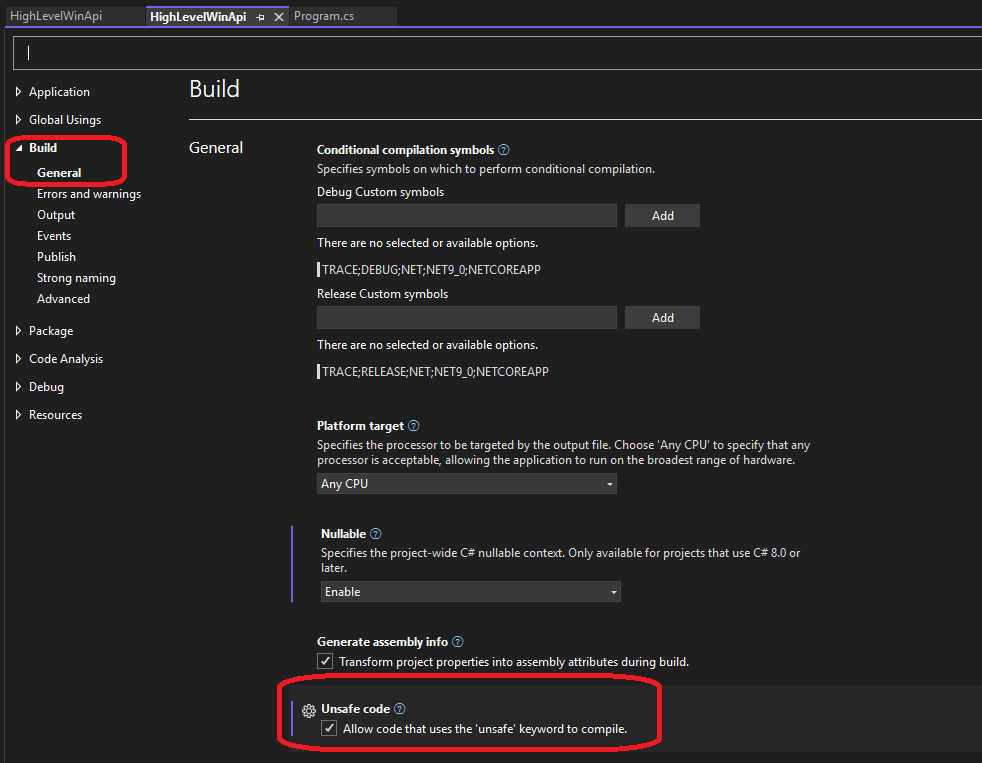 HighLevelWinApi
HighLevelWinApi
Program.cs
Application
Global Usings
Build
General
Errors and warnings
Output
Events
Publish
Strong naming
Advanced
Package
Code Analysis
Debug
Resources
Build
General
Conditional compilation symbols
Specifies symbols on which to perform conditional compilation.
Debug Custom symbols
Add
There are no selected or available options.
TRACE;DEBUG;NET;NET9_0;NETCOREAPP
Release Custom symbols
Add
There are no selected or available options.
TRACE;RELEASE;NET;NET9_0;NETCOREAPP
Platform target
Specifies the processor to be targeted by the output file. Choose 'Any CPU' to specify that any
processor is acceptable, allowing the application to run on the broadest range of hardware.
Any CPU
Nullable
Specifies the project-wide C# nullable context. Only available for projects that use C# 8.0 or
later.
Enable
Generate assembly info
Transform project properties into assembly attributes during build.
Unsafe code
Allow code that uses the 'unsafe' keyword to compile.